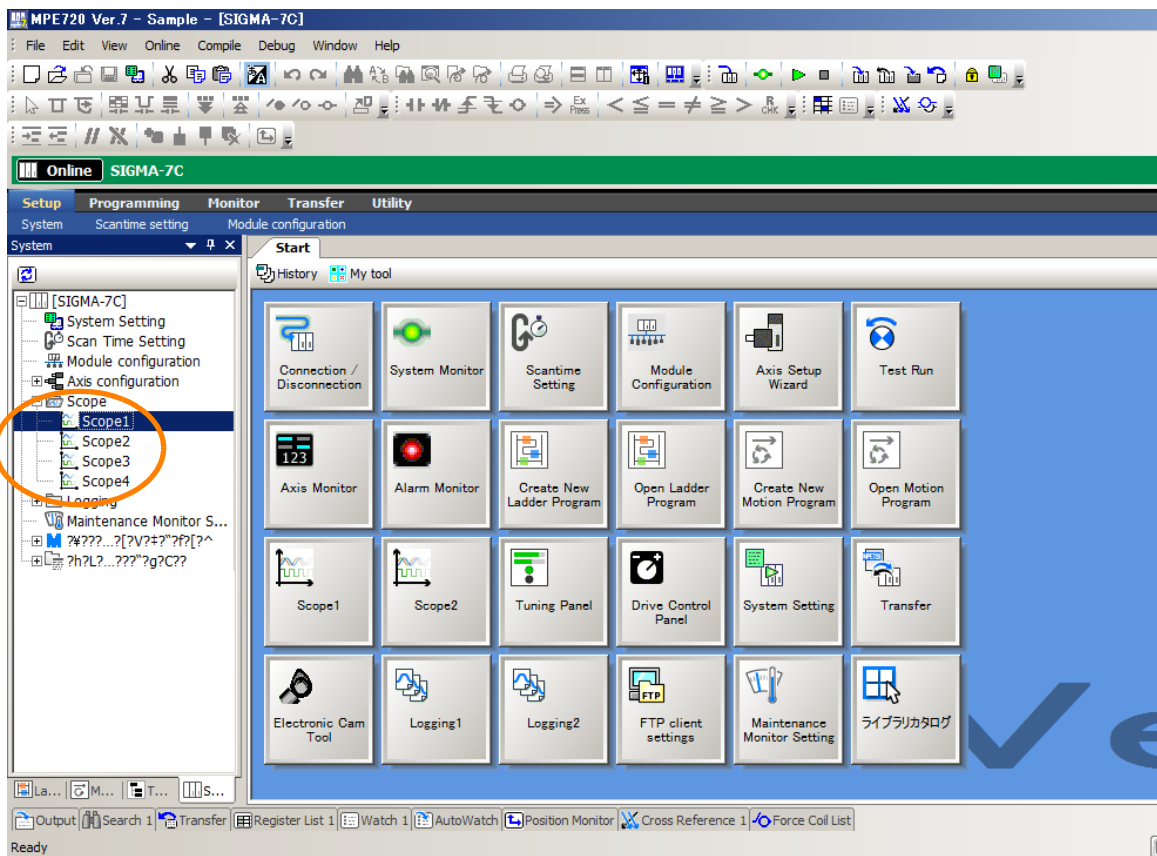 MPE720 Ver.7 - Sample - [SIGMA-7C]
File Edit View Online Compile Debug Window Help
Online SIGMA-7C
Setup Programming Monitor Transfer Utility
System Scantime setting Module configuration
System
Start
History My tool
[SIGMA-7C]
System Setting
Scan Time Setting
Module configuration
Axis configuration
Scope
Scope1
Scope2
Scope3
Scope4
Logging
Maintenance Monitor S...
?¥???...?[?V?‡?"?f?[?^
?h?L?...???"?g?C??
Connection / Disconnection
System Monitor
Scantime Setting
Module Configuration
Axis Setup Wizard
Test Run
123
Axis Monitor
Alarm Monitor
Create New Ladder Program
Open Ladder Program
Create New Motion Program
Open Motion Program
Scope1
Scope2
Tuning Panel
Drive Control Panel
System Setting
Transfer
Electronic Cam Tool
Logging1
Logging2
FTP
FTP client settings
Maintenance Monitor Setting
ライブラリカタログ
Ve
La... M... T... S...
Output Search 1 Transfer Register List 1 Watch 1 AutoWatch Position Monitor Cross Reference 1 Force Coil List
Ready